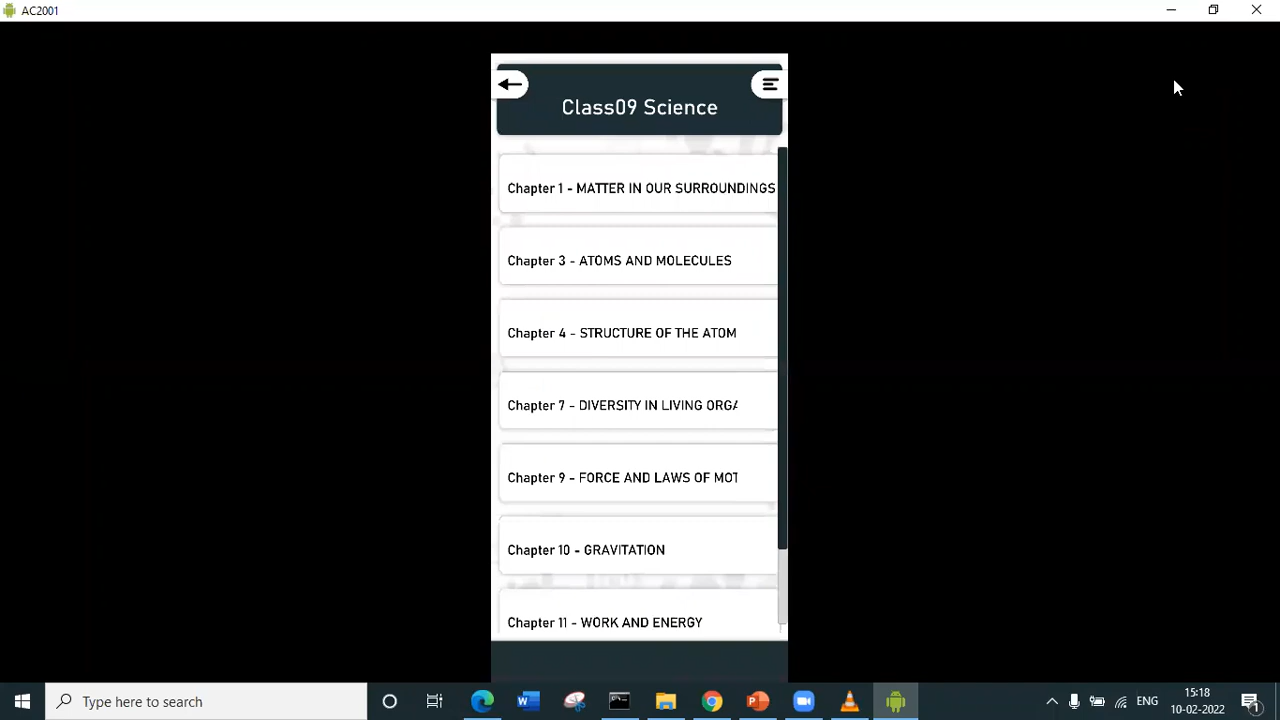 AC2001
Class09 Science
Chapter 1 - MATTER IN OUR SURROUNDINGS
Chapter 3 - ATOMS AND MOLECULES
Chapter 4 - STRUCTURE OF THE ATOM
Chapter 7 - DIVERSITY IN LIVING ORGA
Chapter 9 - FORCE AND LAWS OF MOT
Chapter 10 - GRAVITATION
Chapter 11 - WORK AND ENERGY
Type here to search
ENG
15:18
10-02-2022
1